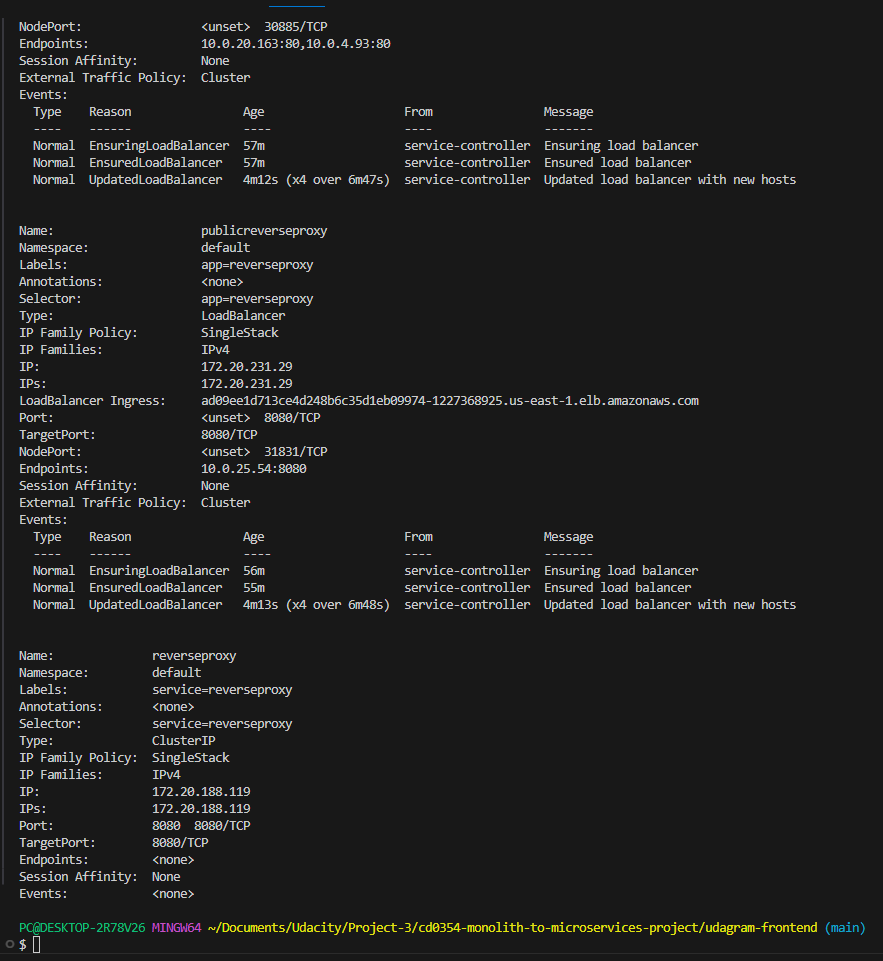 NodePort:                 <unset>  30885/TCP
Endpoints:                10.0.20.163:80,10.0.4.93:80
Session Affinity:         None
External Traffic Policy:  Cluster
Events:
  Type    Reason                Age                    From                Message
  ----    ------                ----                   ----                -------
  Normal  EnsuringLoadBalancer  57m                    service-controller  Ensuring load balancer
  Normal  EnsuredLoadBalancer   57m                    service-controller  Ensured load balancer
  Normal  UpdatedLoadBalancer   4m12s (x4 over 6m47s)  service-controller  Updated load balancer with new hosts
Name:                     publicreverseproxy
Namespace:                default
Labels:                   app=reverseproxy
Annotations:              <none>
Selector:                 app=reverseproxy
Type:                     LoadBalancer
IP Family Policy:         SingleStack
IP Families:              IPv4
IP:                       172.20.231.29
IPs:                      172.20.231.29
LoadBalancer Ingress:     ad09ee1d713ce4d248b6c35d1eb09974-1227368925.us-east-1.elb.amazonaws.com
Port:                     <unset>  8080/TCP
TargetPort:               8080/TCP
NodePort:                 <unset>  31831/TCP
Endpoints:                10.0.25.54:8080
Session Affinity:         None
External Traffic Policy:  Cluster
Events:
  Type    Reason                Age                    From                Message
  ----    ------                ----                   ----                -------
  Normal  EnsuringLoadBalancer  56m                    service-controller  Ensuring load balancer
  Normal  EnsuredLoadBalancer   55m                    service-controller  Ensured load balancer
  Normal  UpdatedLoadBalancer   4m13s (x4 over 6m48s)  service-controller  Updated load balancer with new hosts
Name:              reverseproxy
Namespace:         default
Labels:            service=reverseproxy
Annotations:       <none>
Selector:          service=reverseproxy
Type:              ClusterIP
IP Family Policy:  SingleStack
IP Families:       IPv4
IP:                172.20.188.119
IPs:               172.20.188.119
Port:              8080  8080/TCP
TargetPort:        8080/TCP
Endpoints:         <none>
Session Affinity:  None
Events:            <none>
PC@DESKTOP-2R78V26 MINGW64 ~/Documents/Udacity/Project-3/cd0354-monolith-to-microservices-project/udagram-frontend (main)
$